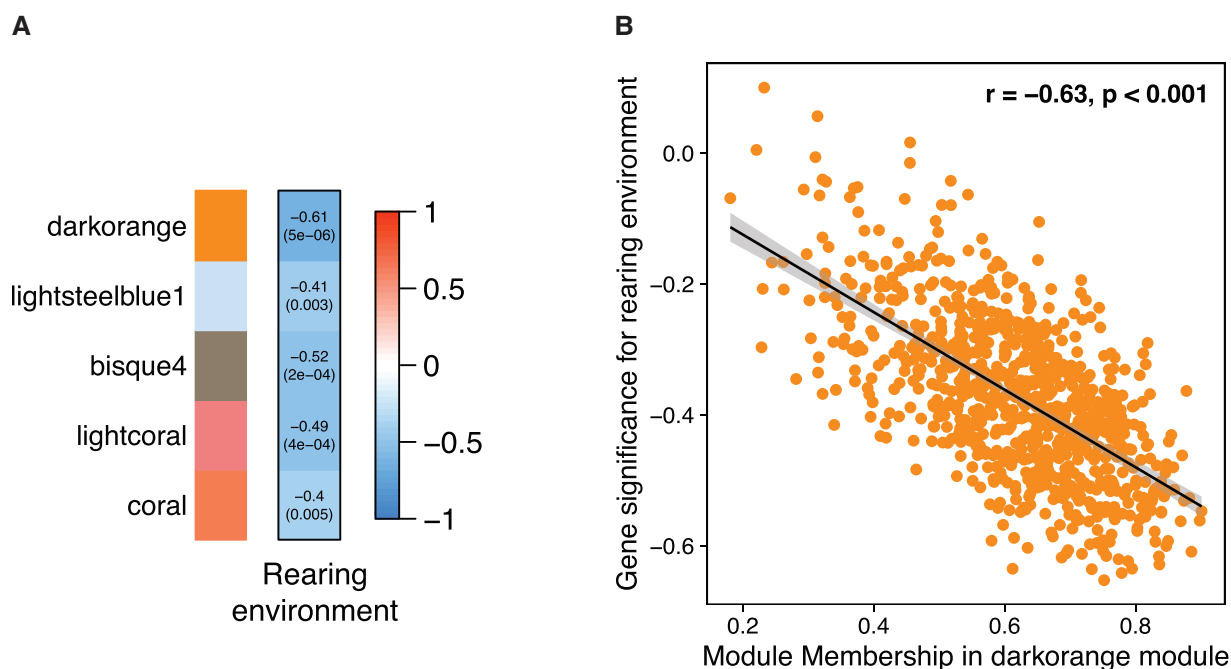 A
darkorange
lightsteelblue1
bisque4
lightcoral
coral
−0.61
(5e−06)
−0.41
(0.003)
−0.52
(2e−04)
−0.49
(4e−04)
−0.4
(0.005)
Rearing
environment
1
0.5
0
−0.5
−1
B
r = −0.63, p < 0.001
Gene significance for rearing environment
0.0
−0.2
−0.4
−0.6
0.2
0.4
0.6
0.8
Module Membership in darkorange module